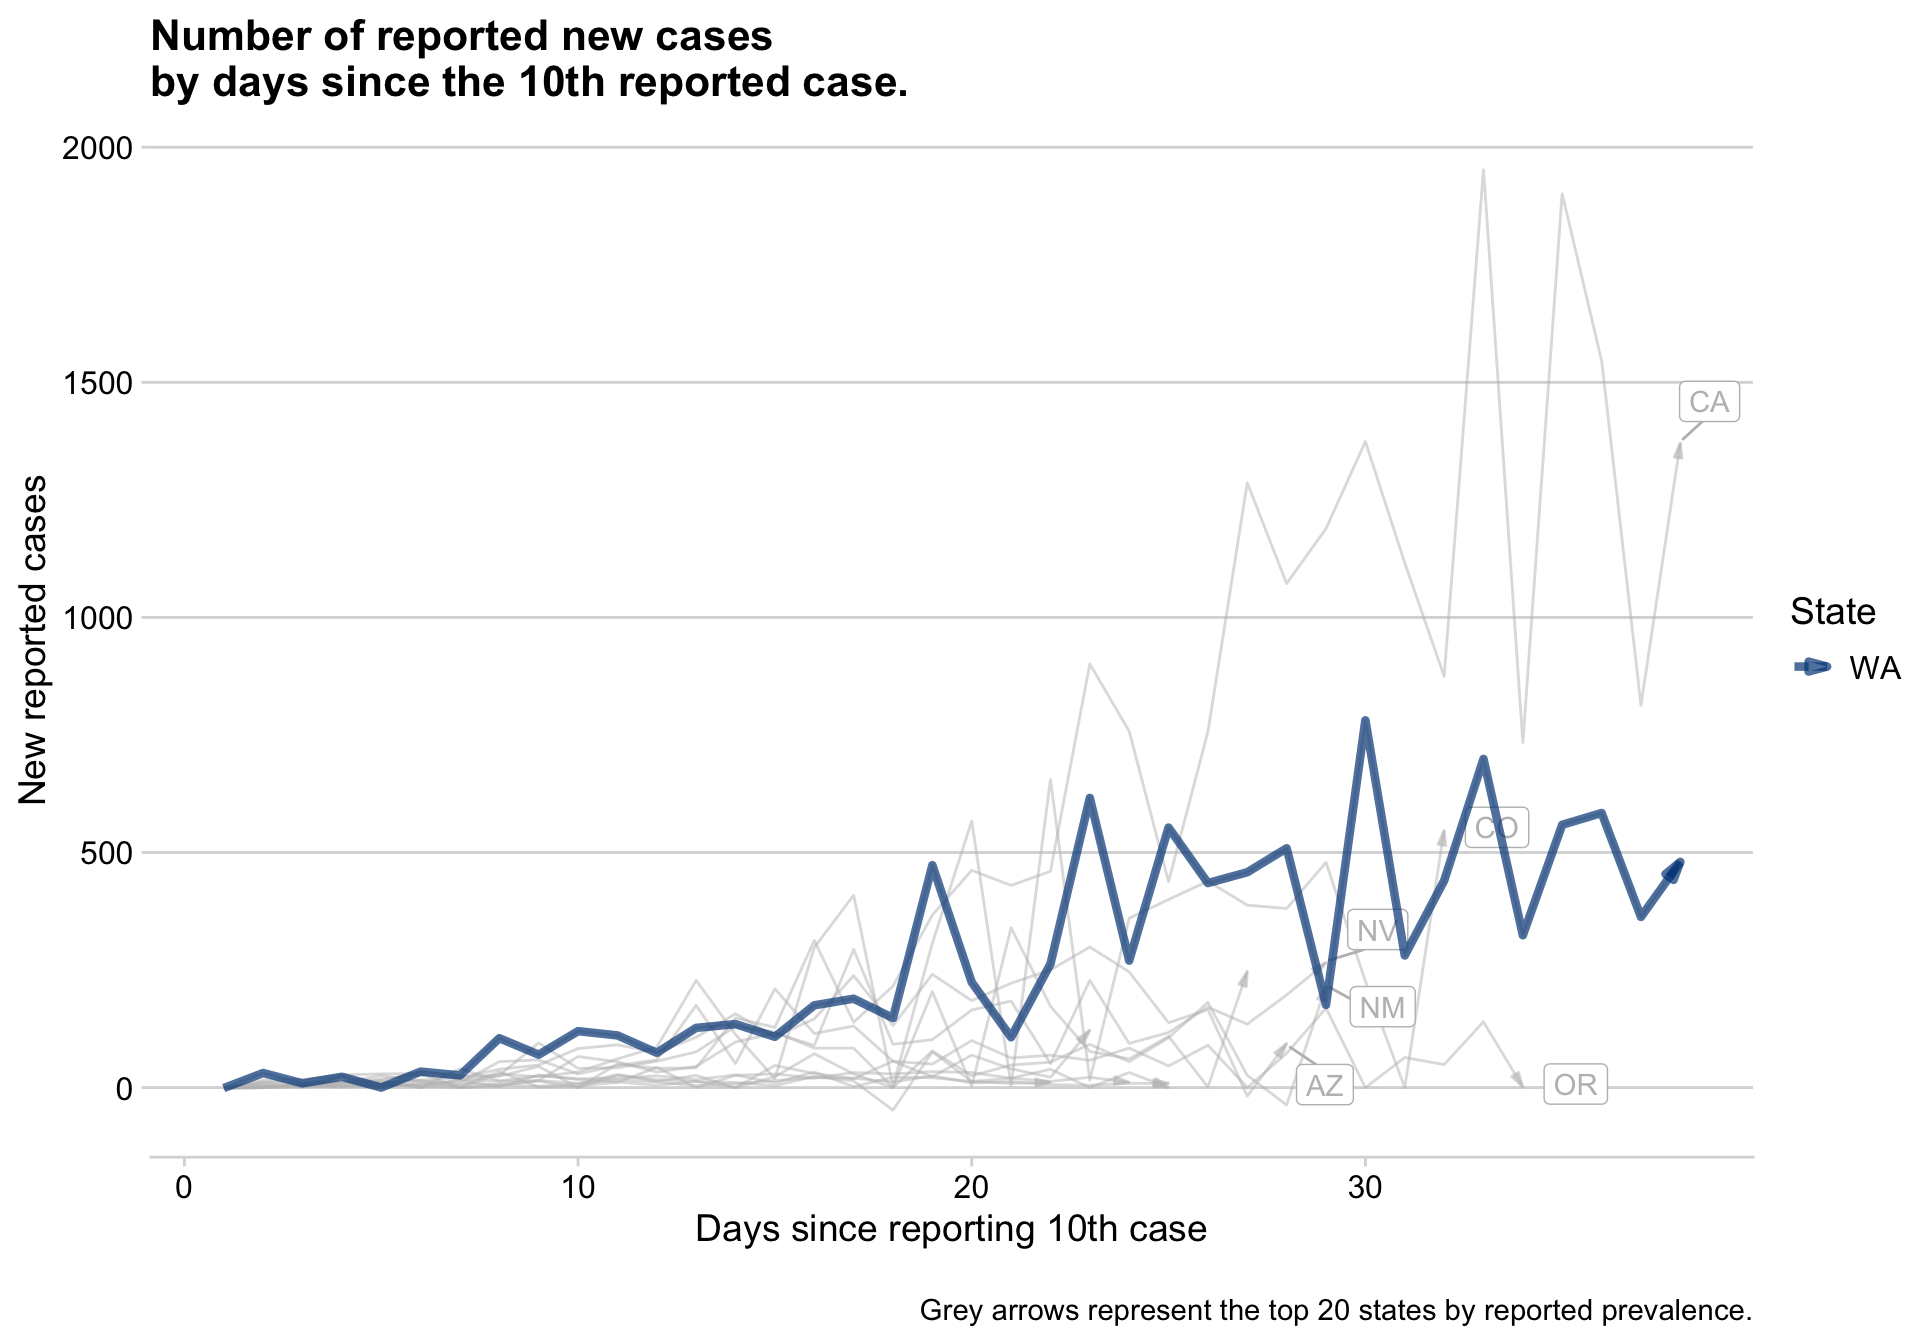 Number of reported new cases
by days since the 10th reported case.
2000
1500
1000
500
0
New reported cases
CA
CO
NV
NM
AZ
OR
State
WA
0 10 20 30
Days since reporting 10th case
Grey arrows represent the top 20 states by reported prevalence.